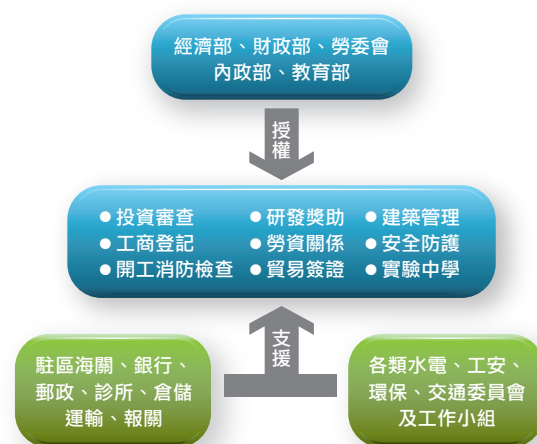 經濟部、財政部、勞委會
內政部、教育部
授權
● 投資審查 ● 研發獎助 ● 建築管理
● 工商登記 ● 勞資關係 ● 安全防護
● 開工消防檢查 ● 貿易簽證 ● 實驗中學
支援
駐區海關、銀行、
郵政、診所、倉儲
運輸、報關
各類水電、工安、
環保、交通委員會
及工作小組